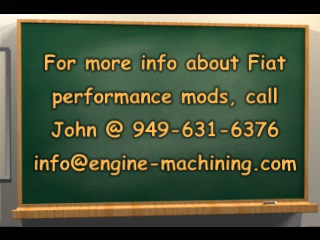 For more info about Fiat
performance mods, call
John @ 949-631-6376
info@engine-machining.com